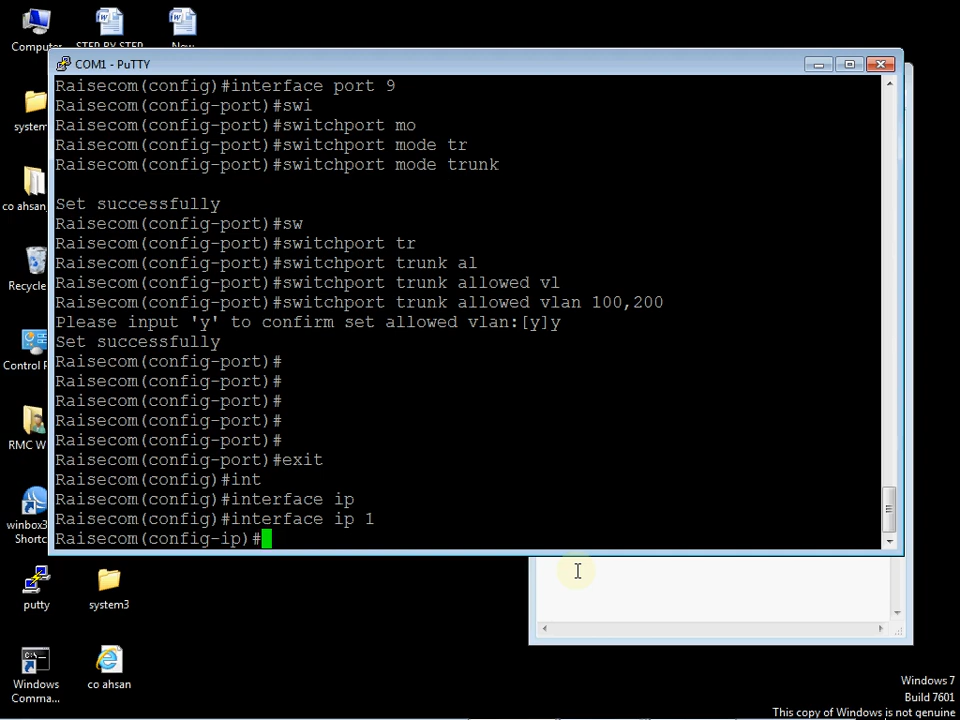 Computer
STEP BY STEP
New
COM1 - PuTTY
Raisecom(config)#interface port 9
Raisecom(config-port)#swi
Raisecom(config-port)#switchport mo
Raisecom(config-port)#switchport mode tr
Raisecom(config-port)#switchport mode trunk
Set successfully
Raisecom(config-port)#sw
Raisecom(config-port)#switchport tr
Raisecom(config-port)#switchport trunk al
Raisecom(config-port)#switchport trunk allowed vl
Raisecom(config-port)#switchport trunk allowed vlan 100,200
Please input 'y' to confirm set allowed vlan:[y]y
Set successfully
Raisecom(config-port)#
Raisecom(config-port)#
Raisecom(config-port)#
Raisecom(config-port)#
Raisecom(config-port)#
Raisecom(config-port)#exit
Raisecom(config)#int
Raisecom(config)#interface ip
Raisecom(config)#interface ip 1
Raisecom(config-ip)#
system
co ahsan
Recycle
Control P
RMC W
winbox3
Shortc
putty
system3
Windows
Comma...
co ahsan
Windows 7
Build 7601
This copy of Windows is not genuine